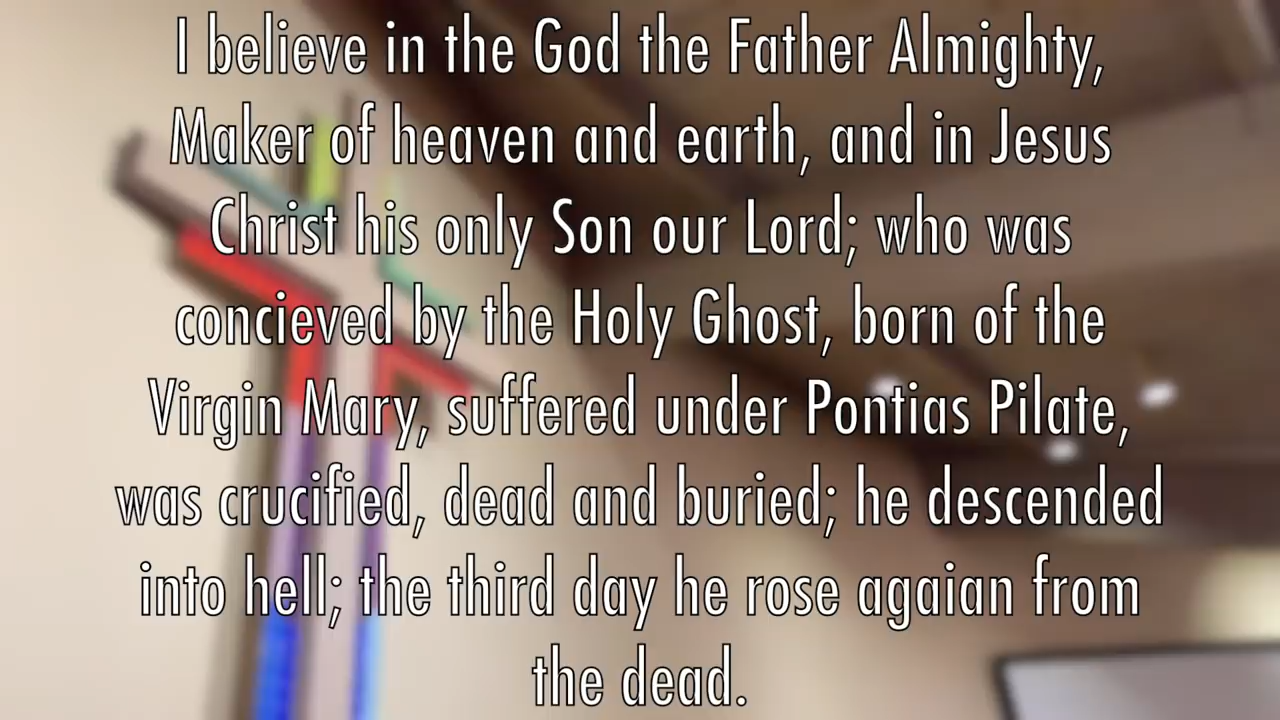 I believe in the God the Father Almighty,
Maker of heaven and earth, and in Jesus
Christ his only Son our Lord; who was
concieved by the Holy Ghost, born of the
Virgin Mary, suffered under Pontias Pilate,
was crucified, dead and buried; he descended
into hell; the third day he rose agaian from
the dead.